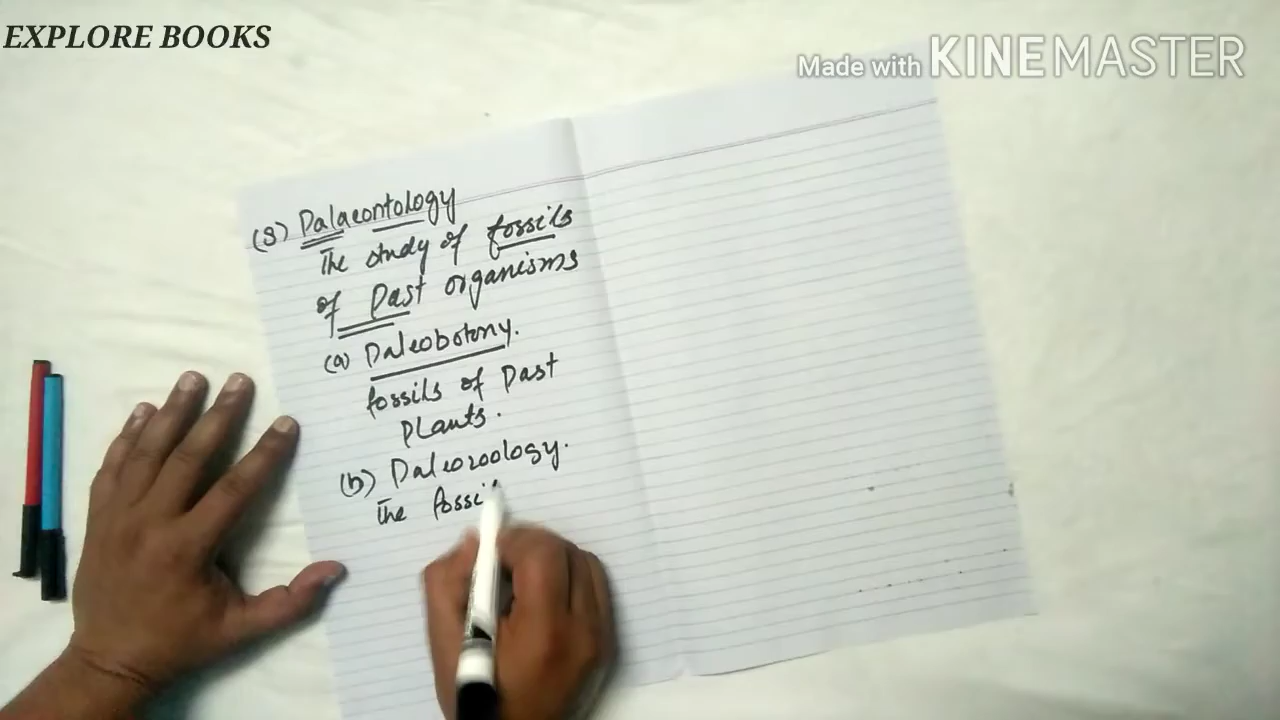 EXPLORE BOOKS
Made with KINEMASTER
(8) Palaeontology
The study of fossils
of Past organisms
(a) Paleobotony.
fossils of Past
plants.
(b) Paleozoology.
The fossi